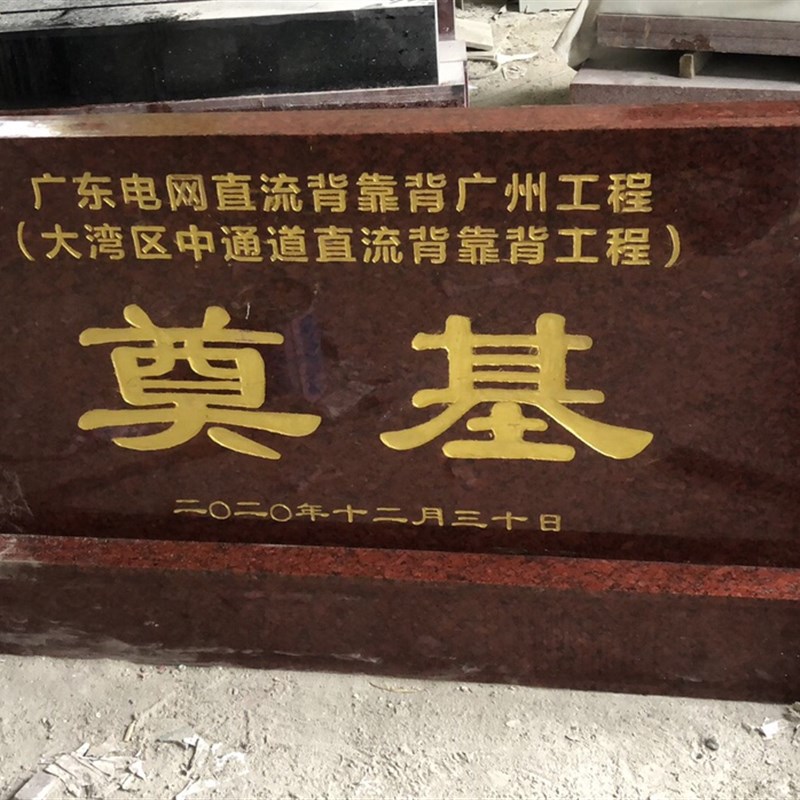 广东电网直流背靠背广州工程
（大湾区中通道直流背靠背工程）
奠基
二〇二〇年十二月三十日